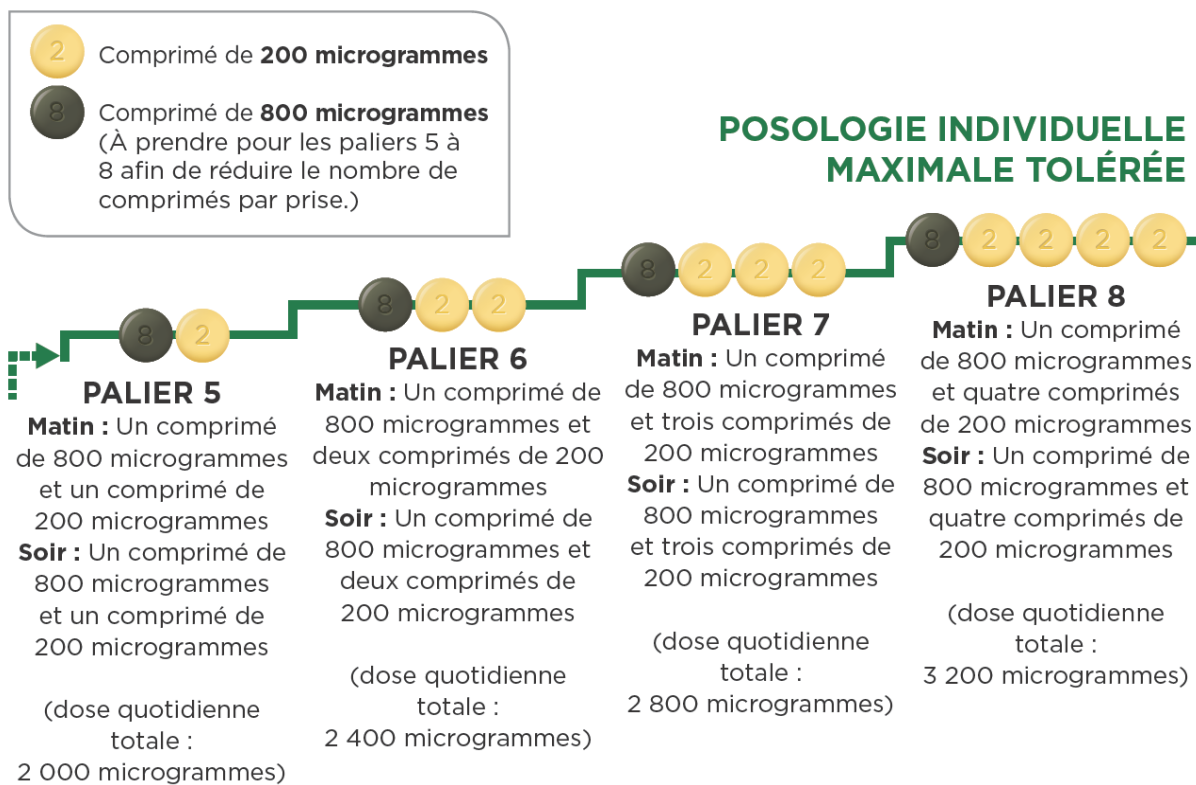 2 Comprimé de 200 microgrammes
8 Comprimé de 800 microgrammes
(À prendre pour les paliers 5 à
8 afin de réduire le nombre de
comprimés par prise.)
POSOLOGIE INDIVIDUELLE
MAXIMALE TOLÉRÉE
8 2
PALIER 5
Matin : Un comprimé
de 800 microgrammes
et un comprimé de
200 microgrammes
Soir : Un comprimé de
800 microgrammes
et un comprimé de
200 microgrammes
(dose quotidienne
totale :
2 000 microgrammes)
8 2 2
PALIER 6
Matin : Un comprimé de
800 microgrammes et
deux comprimés de 200
microgrammes
Soir : Un comprimé de
800 microgrammes et
deux comprimés de
200 microgrammes
(dose quotidienne
totale :
2 400 microgrammes)
8 2 2 2
PALIER 7
Matin : Un comprimé
de 800 microgrammes
et trois comprimés de
200 microgrammes
Soir : Un comprimé de
800 microgrammes
et trois comprimés de
200 microgrammes
(dose quotidienne
totale :
2 800 microgrammes)
8 2 2 2 2
PALIER 8
Matin : Un comprimé
de 800 microgrammes
et quatre comprimés
de 200 microgrammes
Soir : Un comprimé de
800 microgrammes et
quatre comprimés de
200 microgrammes
(dose quotidienne
totale :
3 200 microgrammes)